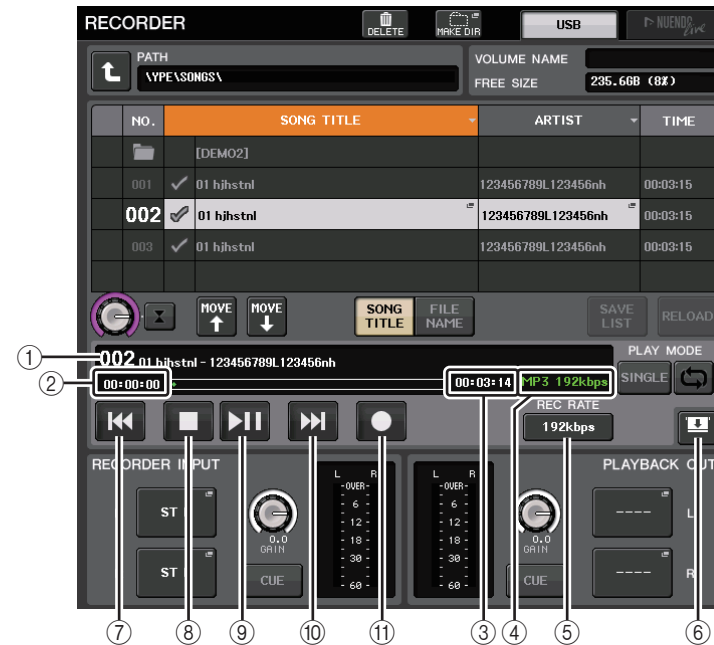 RECORDER DELETE MAKE DIR USB NUENDO Live
PATH VOLUME NAME
\YPE\SONGS\ FREE SIZE 235.6GB (8%)
NO. SONG TITLE ARTIST TIME
[DEMO2]
001 01 hjhstnl 123456789L123456nh 00:03:15
002 01 hjhstnl 123456789L123456nh 00:03:15
003 01 hjhstnl 123456789L123456nh 00:03:15
MOVE MOVE SONG TITLE FILE NAME SAVE LIST RELOAD
① 002 01 hjhstnl - 123456789L123456nh PLAY MODE
② 00:00:00 00:03:14 MP3 192kbps SINGLE
REC RATE
192kbps
RECORDER INPUT PLAYBACK OUT
L R L R
-OVER- -OVER-
ST 6 6 ---- L
12 12
0.0 18 18 0.0
GAIN 30 30 GAIN
ST CUE 60 60 CUE ---- R
⑦ ⑧ ⑨ ⑩ ⑪ ③ ④ ⑤ ⑥